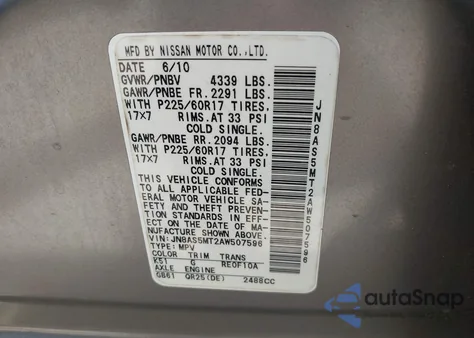 MFD BY NISSAN MOTOR CO.,LTD.
DATE 6/10
GVWR/PNBV 4339 LBS.
GAWR/PNBE FR. 2291 LBS.
WITH P225/60R17 TIRES,
17×7 RIMS.AT 33 PSI
COLD SINGLE.
GAWR/PNBE RR. 2094 LBS.
WITH P225/60R17 TIRES,
17×7 RIMS.AT 33 PSI
COLD SINGLE.
THIS VEHICLE CONFORMS
TO ALL APPLICABLE FED-
ERAL MOTOR VEHICLE SA-
FETY AND THEFT PREVEN-
TION STANDARDS IN EFF-
ECT ON THE DATE OF MA-
NUFACTURE SHOWN ABOVE.
VIN:JN8AS5MT2AW507596
TYPE: MPV
COLOR TRIM TRANS
K51 G RE0F10A
AXLE ENGINE
GB61 QR25(DE) 2488CC
JN8AS5MT2AW507596
autoSnap